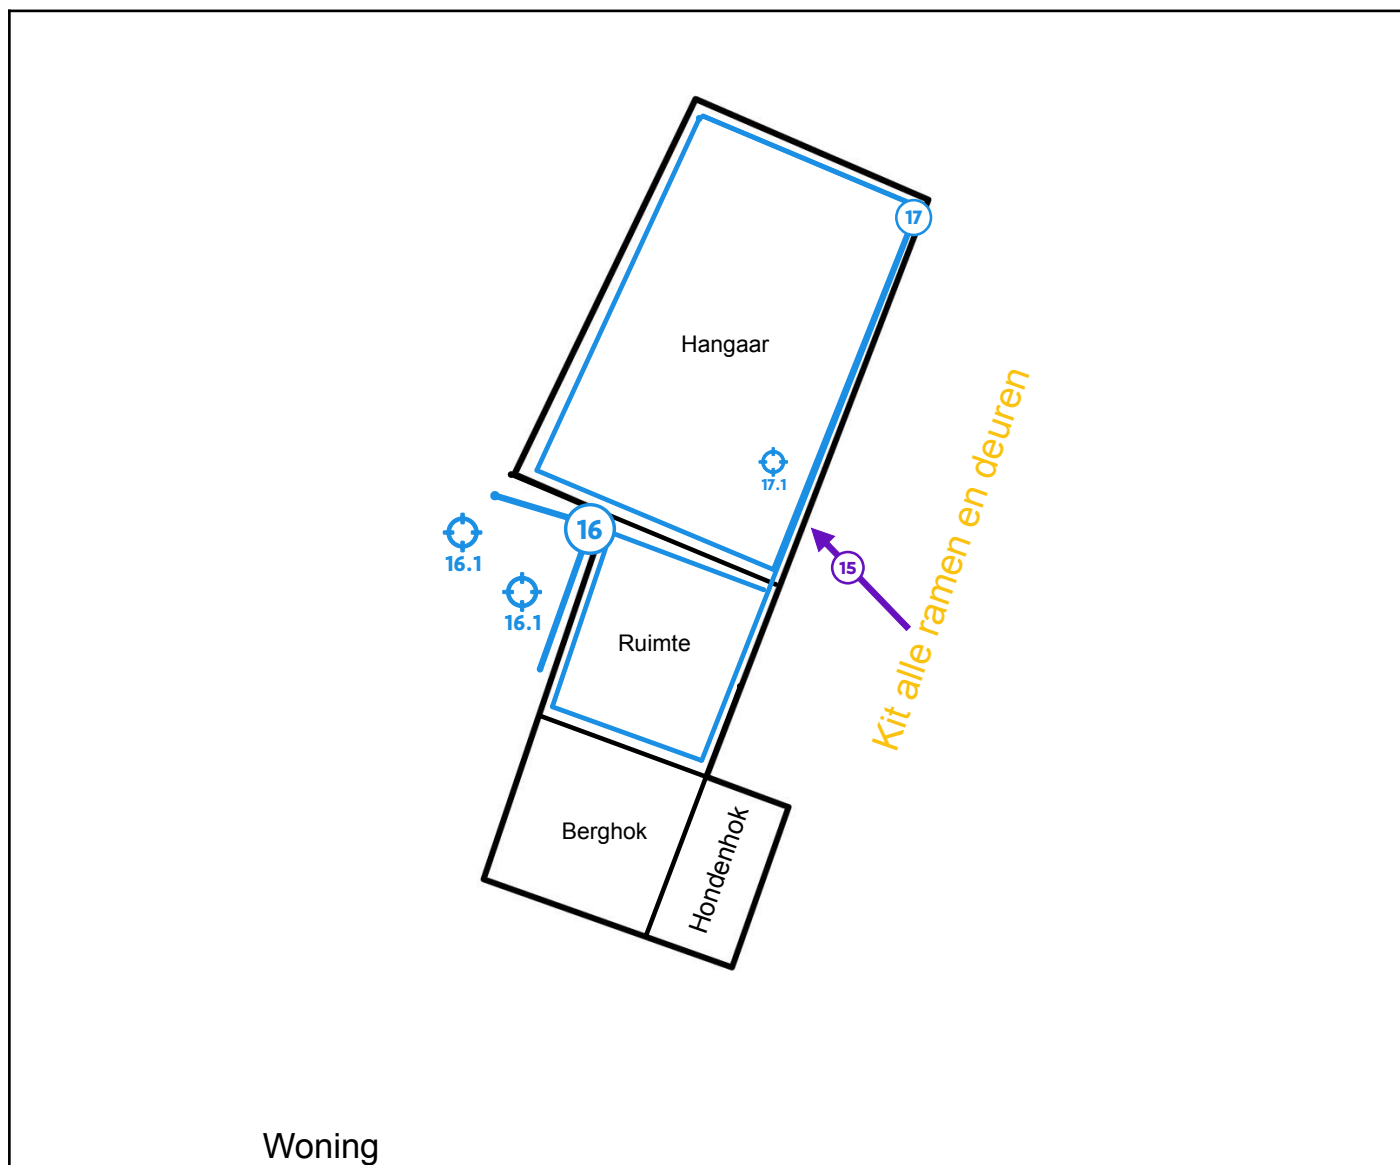 17
Hangaar
17.1
Kit alle ramen en deuren
16
16.1
15
16.1
Ruimte
Berghok
Hondenhok
Woning